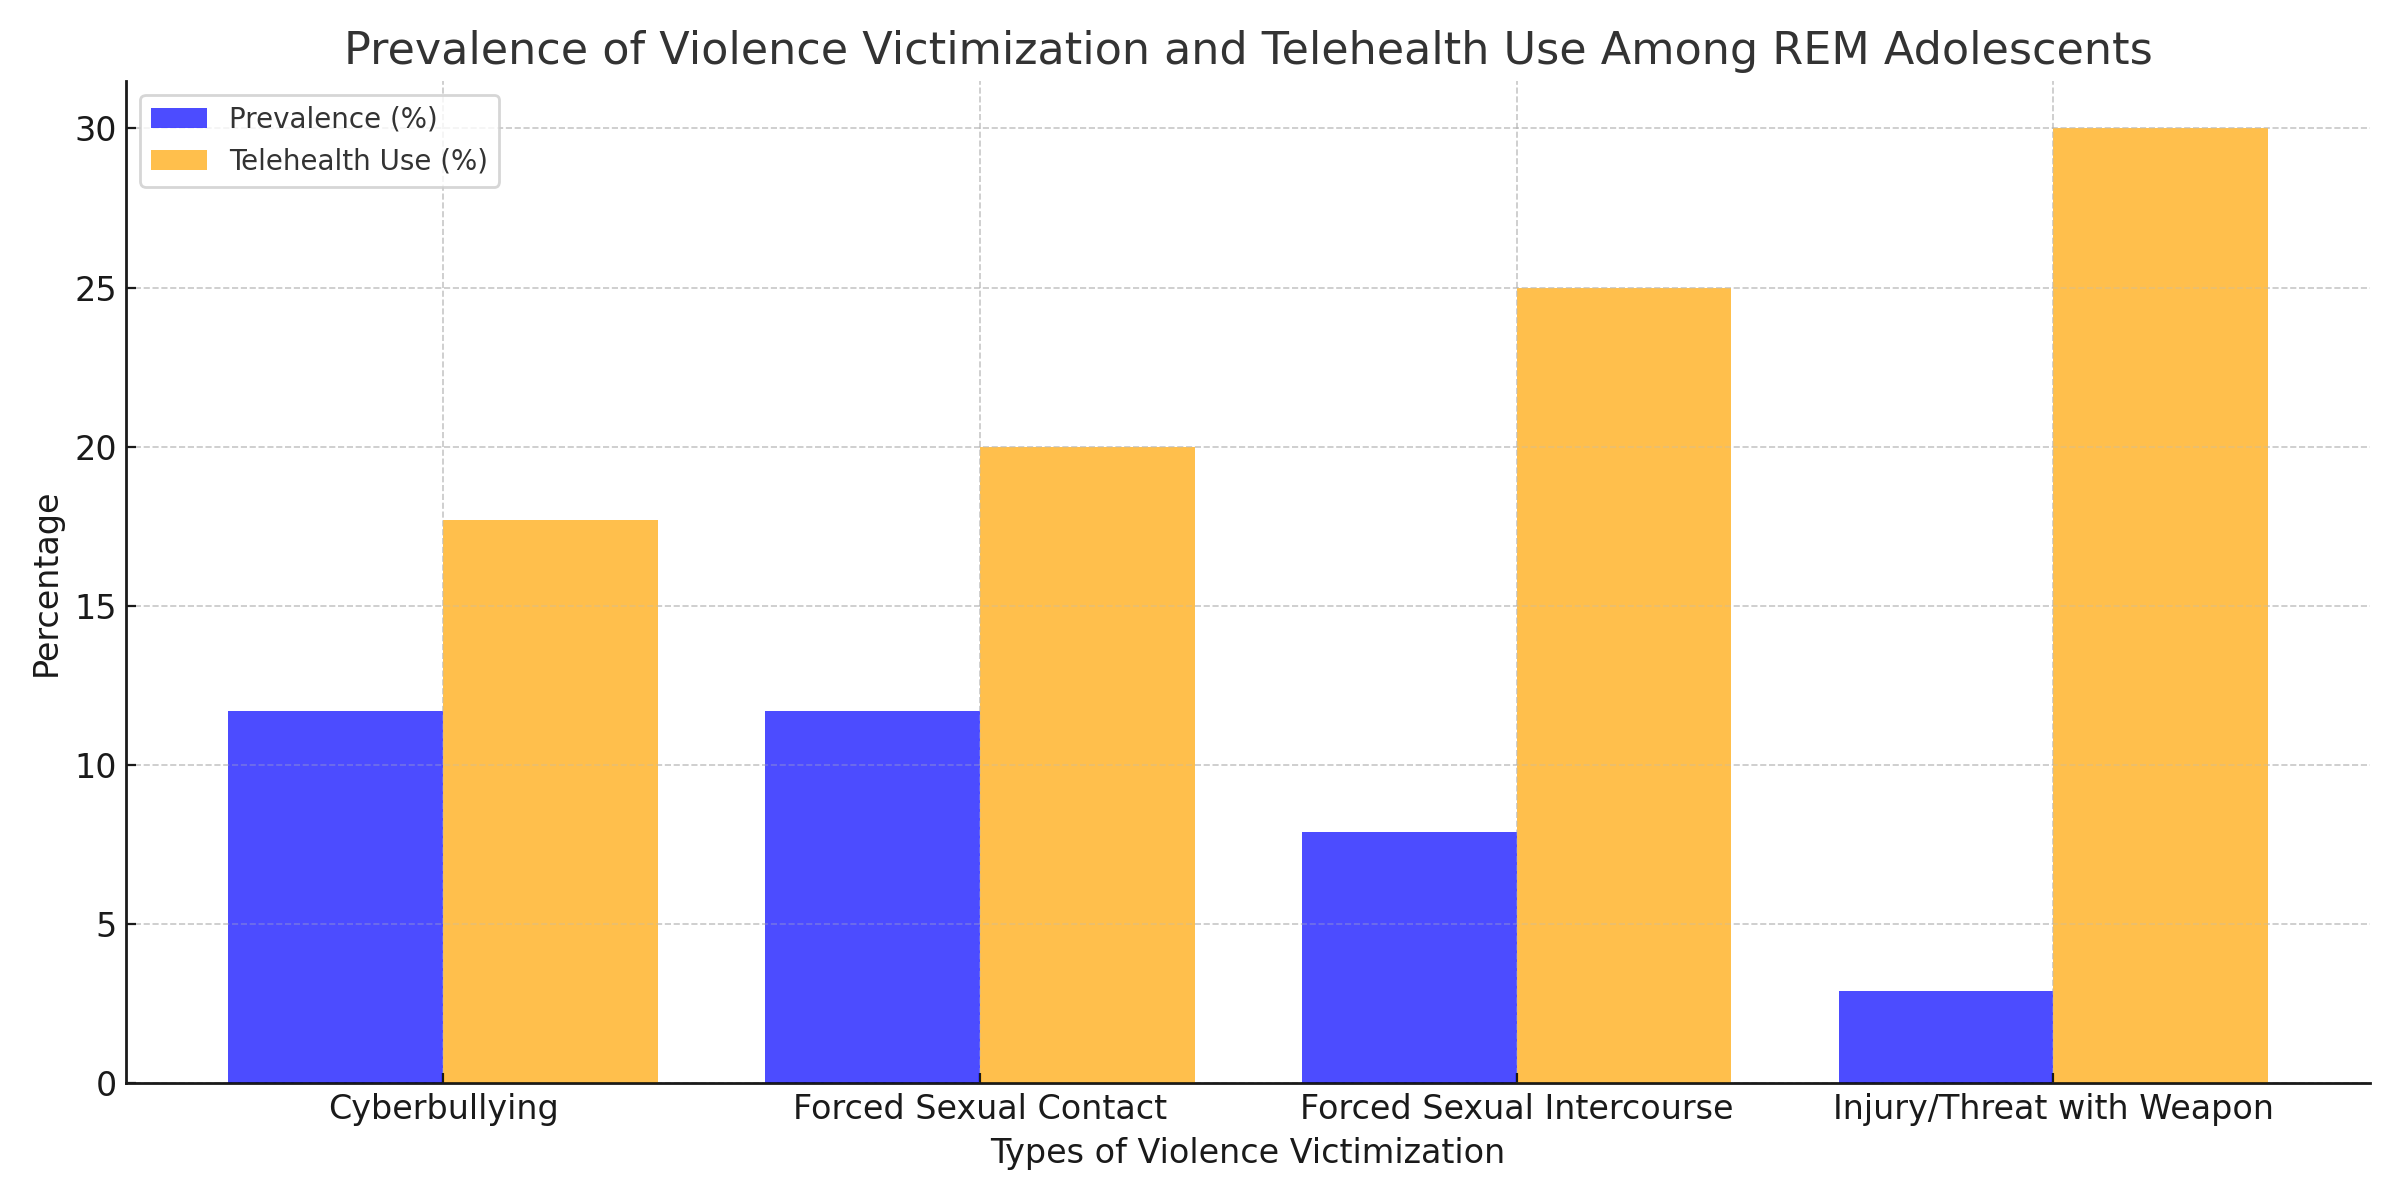 Prevalence of Violence Victimization and Telehealth Use Among REM Adolescents
Prevalence (%)
Telehealth Use (%)
30
25
20
15
10
5
0
Percentage
Cyberbullying
Forced Sexual Contact
Forced Sexual Intercourse
Injury/Threat with Weapon
Types of Violence Victimization